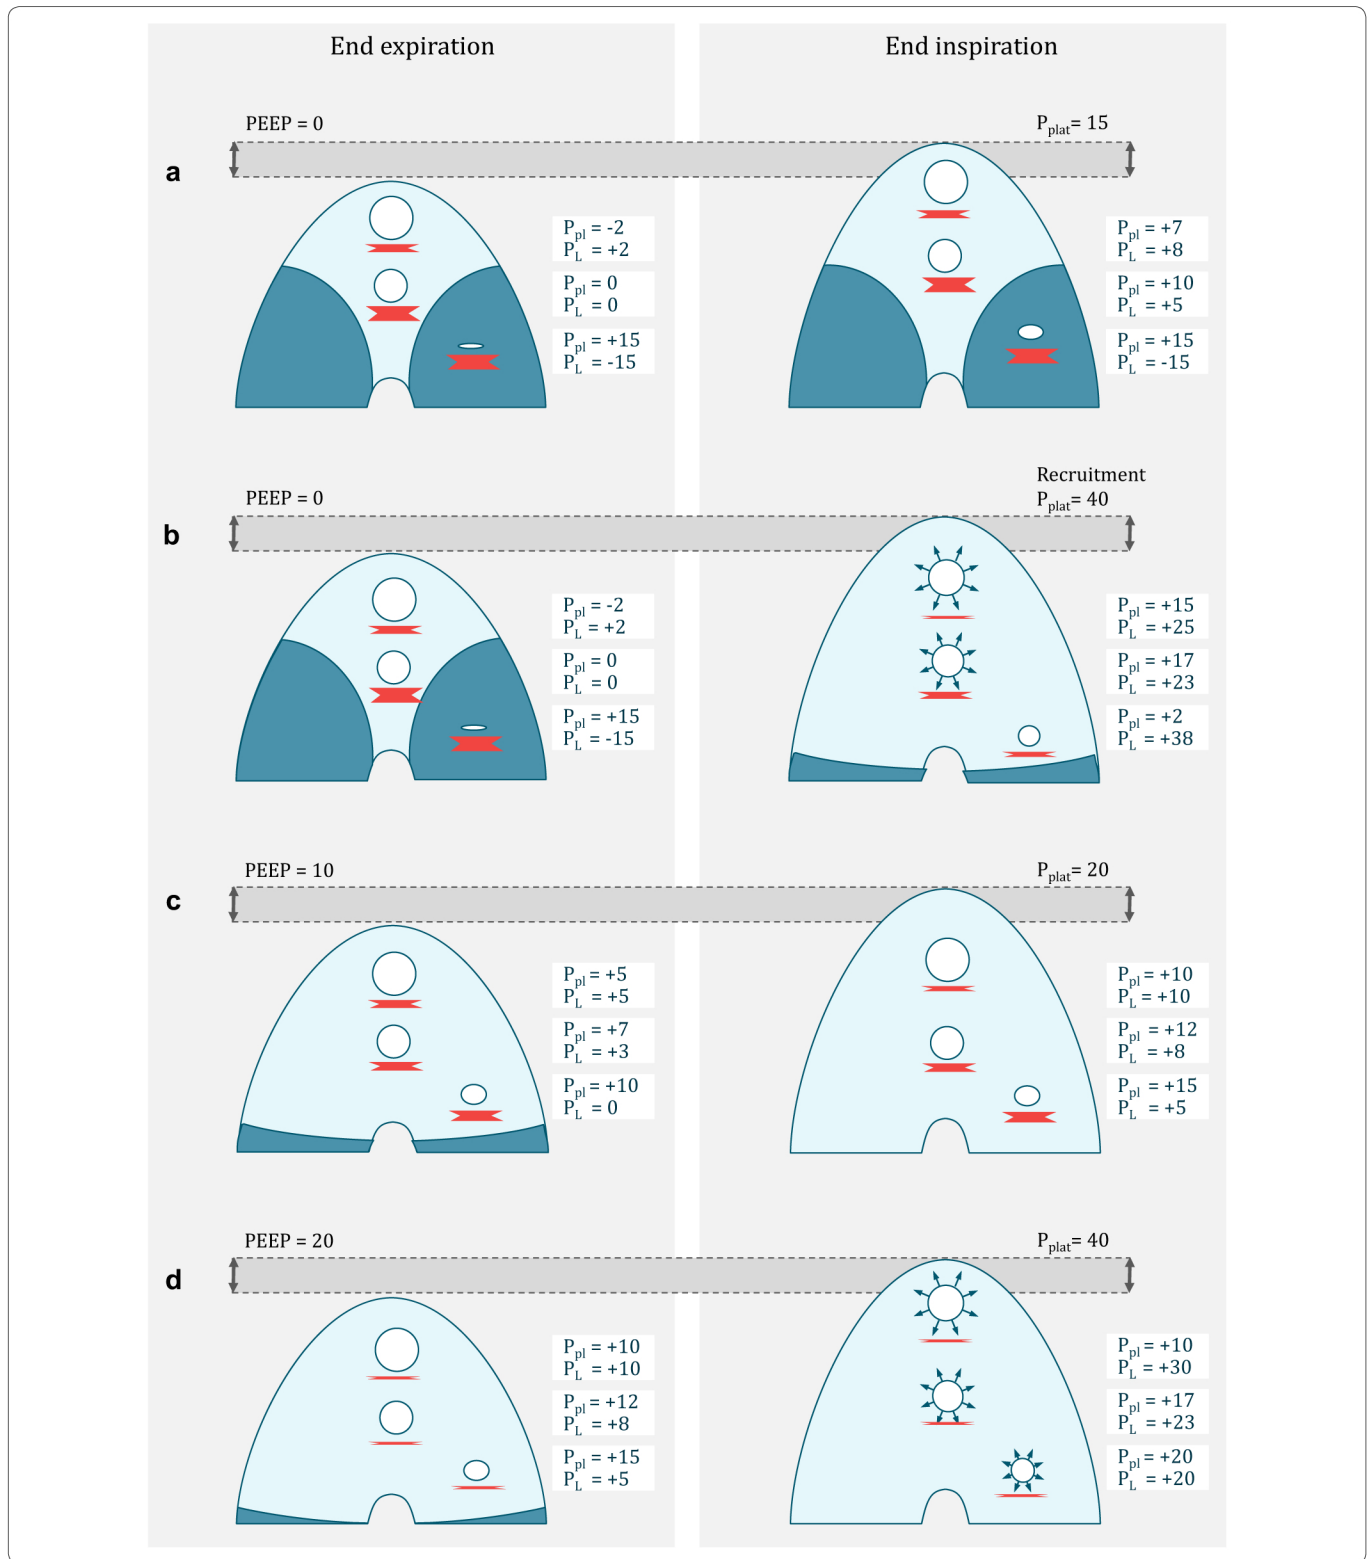 End expiration
End inspiration
a
PEEP = 0
Pplat= 15
Ppl = -2
PL = +2
Ppl = 0
PL = 0
Ppl = +15
PL = -15
Ppl = +7
PL = +8
Ppl = +10
PL = +5
Ppl = +15
PL = -15
b
PEEP = 0
Recruitment
Pplat= 40
Ppl = -2
PL = +2
Ppl = 0
PL = 0
Ppl = +15
PL = -15
Ppl = +15
PL = +25
Ppl = +17
PL = +23
Ppl = +2
PL = +38
c
PEEP = 10
Pplat= 20
Ppl = +5
PL = +5
Ppl = +7
PL = +3
Ppl = +10
PL = 0
Ppl = +10
PL = +10
Ppl = +12
PL = +8
Ppl = +15
PL = +5
d
PEEP = 20
Pplat= 40
Ppl = +10
PL = +10
Ppl = +12
PL = +8
Ppl = +15
PL = +5
Ppl = +10
PL = +30
Ppl = +17
PL = +23
Ppl = +20
PL = +20